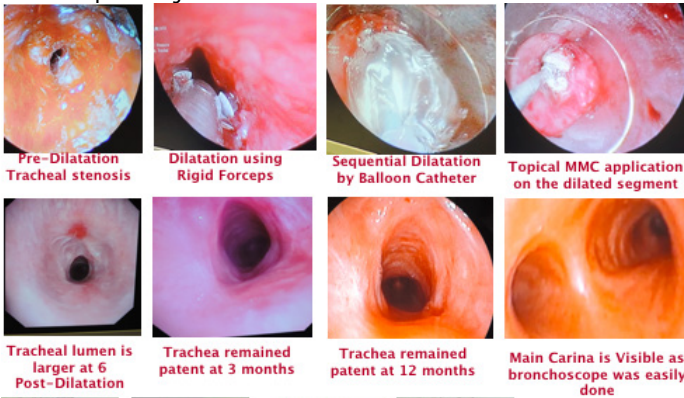 Pre-Dilatation
Tracheal stenosis
Dilatation using
Rigid Forceps
Sequential Dilatation
by Balloon Catheter
Topical MMC application
on the dilated segment
Tracheal lumen is
larger at 6
Post-Dilatation
Trachea remained
patent at 3 months
Trachea remained
patent at 12 months
Main Carina is Visible as
bronchoscope was easily
done